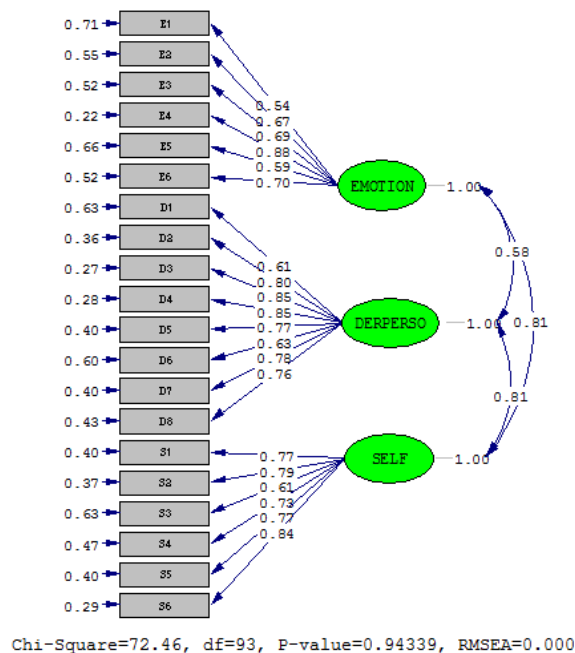 0.71 E1
0.55 E2
0.52 E3
0.22 E4
0.66 E5
0.52 E6
0.63 D1
0.36 D2
0.27 D3
0.28 D4
0.40 D5
0.60 D6
0.40 D7
0.43 D8
0.40 S1
0.37 S2
0.63 S3
0.47 S4
0.40 S5
0.29 S6
0.54
0.67
0.69
0.88
0.59
0.70
EMOTION 1.00
0.61
0.80
0.85
0.85
0.77
0.63
0.78
0.76
DERPERSO 1.00
0.77
0.79
0.61
0.73
0.77
0.84
SELF 1.00
0.58
0.81
0.81
Chi-Square=72.46, df=93, P-value=0.94339, RMSEA=0.000